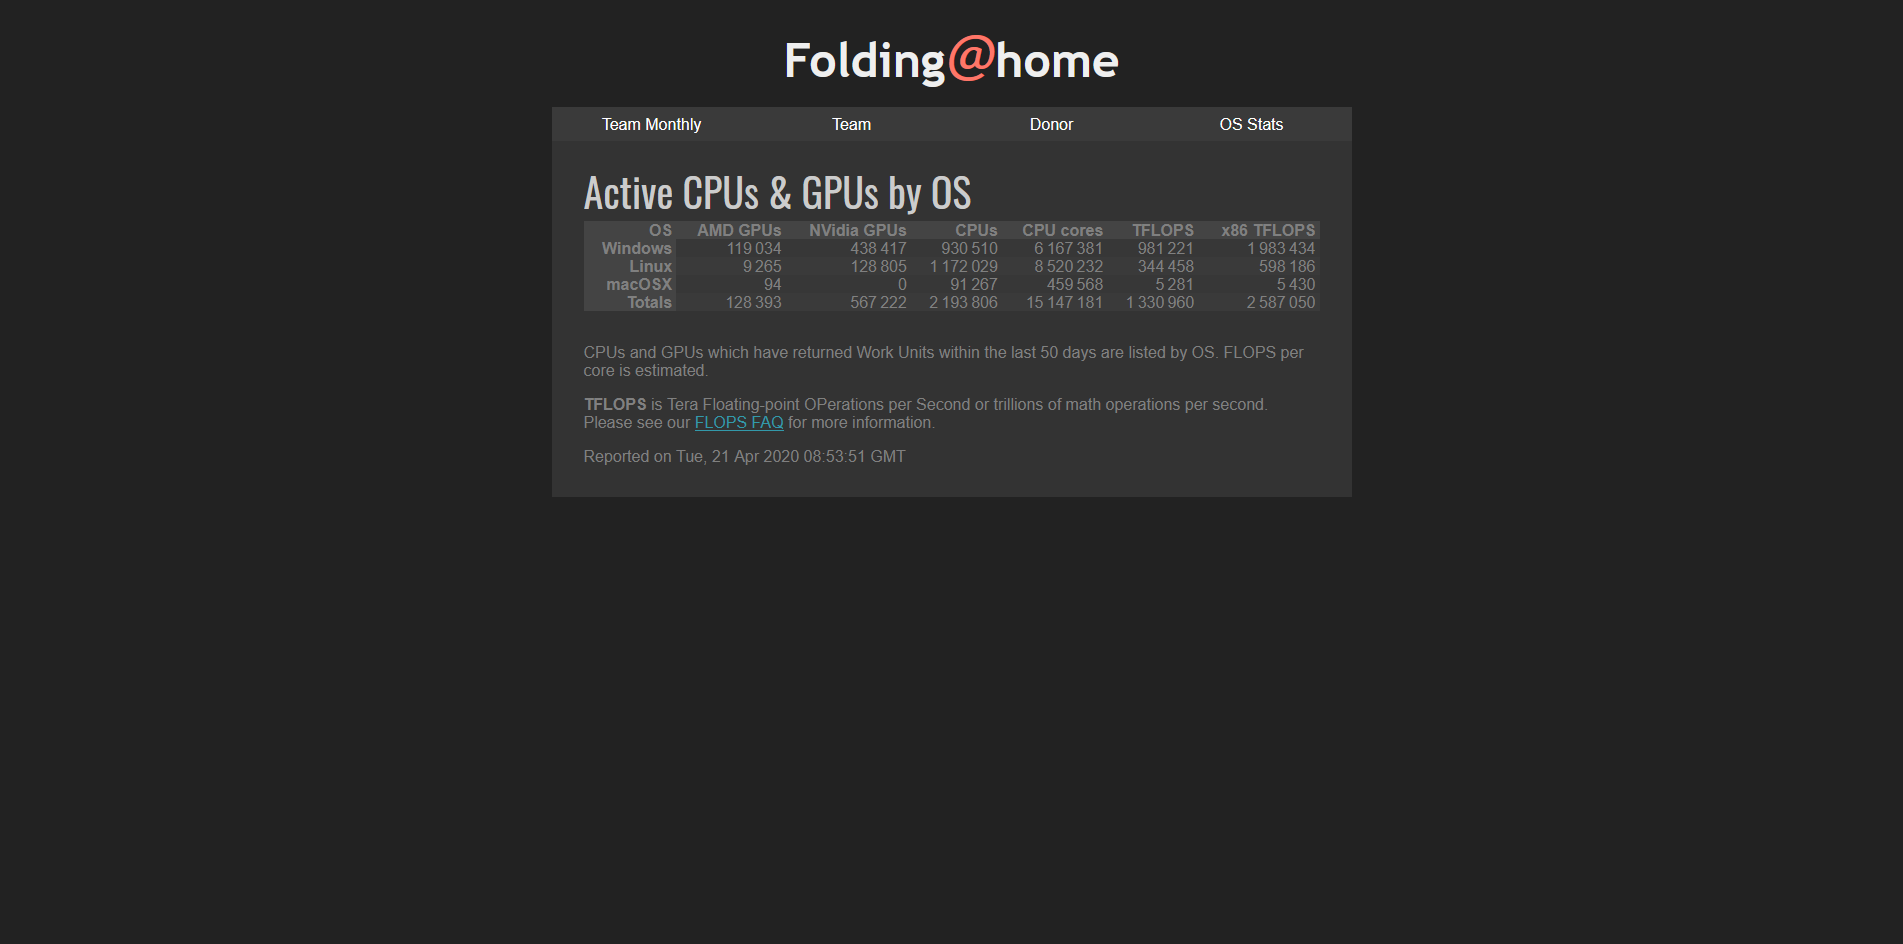 Folding@home
Team Monthly Team Donor OS Stats
Active CPUs & GPUs by OS
OS AMD GPUs NVidia GPUs CPUs CPU cores TFLOPS x86 TFLOPS
Windows 119 034 438 417 930 510 6 167 381 981 221 1 983 434
Linux 9 265 128 805 1 172 029 8 520 232 344 458 598 186
macOSX 94 0 91 267 459 568 5 281 5 430
Totals 128 393 567 222 2 193 806 15 147 181 1 330 960 2 587 050
CPUs and GPUs which have returned Work Units within the last 50 days are listed by OS. FLOPS per
core is estimated.
TFLOPS is Tera Floating-point OPerations per Second or trillions of math operations per second.
Please see our FLOPS FAQ for more information.
Reported on Tue, 21 Apr 2020 08:53:51 GMT